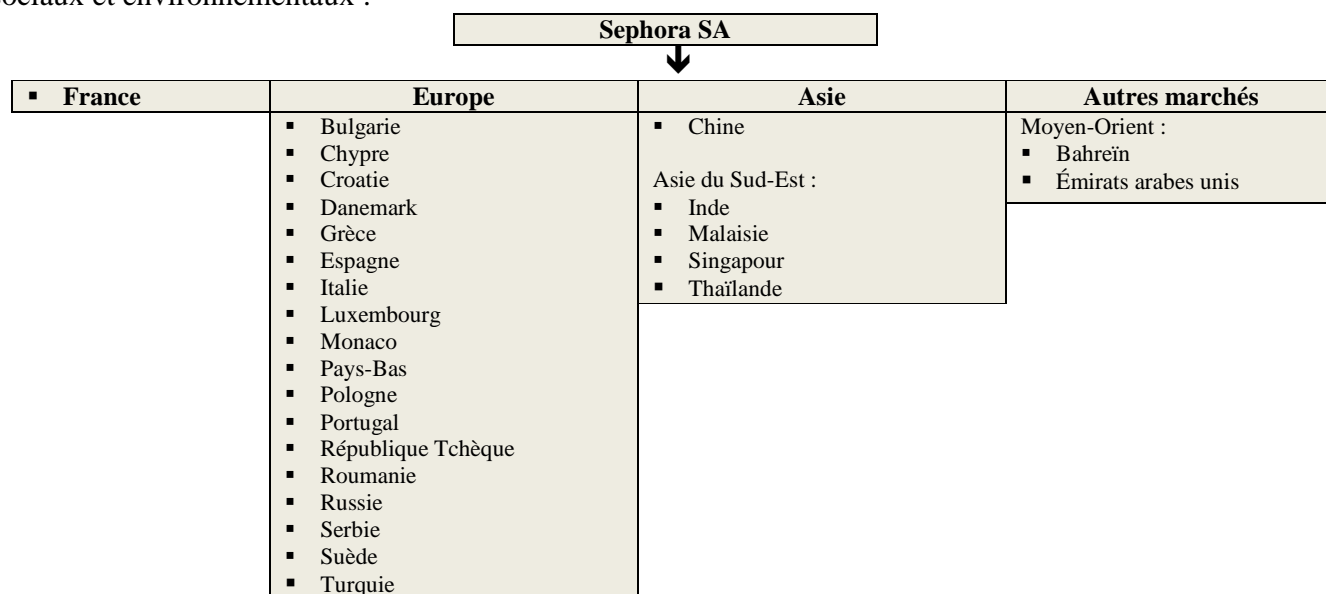 sociaux et environnementaux :
Sephora SA
▪ France
Europe
Asie
Autres marchés
▪ Bulgarie
▪ Chypre
▪ Croatie
▪ Danemark
▪ Grèce
▪ Espagne
▪ Italie
▪ Luxembourg
▪ Monaco
▪ Pays-Bas
▪ Pologne
▪ Portugal
▪ République Tchèque
▪ Roumanie
▪ Russie
▪ Serbie
▪ Suède
▪ Turquie
▪ Chine
Asie du Sud-Est :
▪ Inde
▪ Malaisie
▪ Singapour
▪ Thaïlande
Moyen-Orient :
▪ Bahreïn
▪ Émirats arabes unis